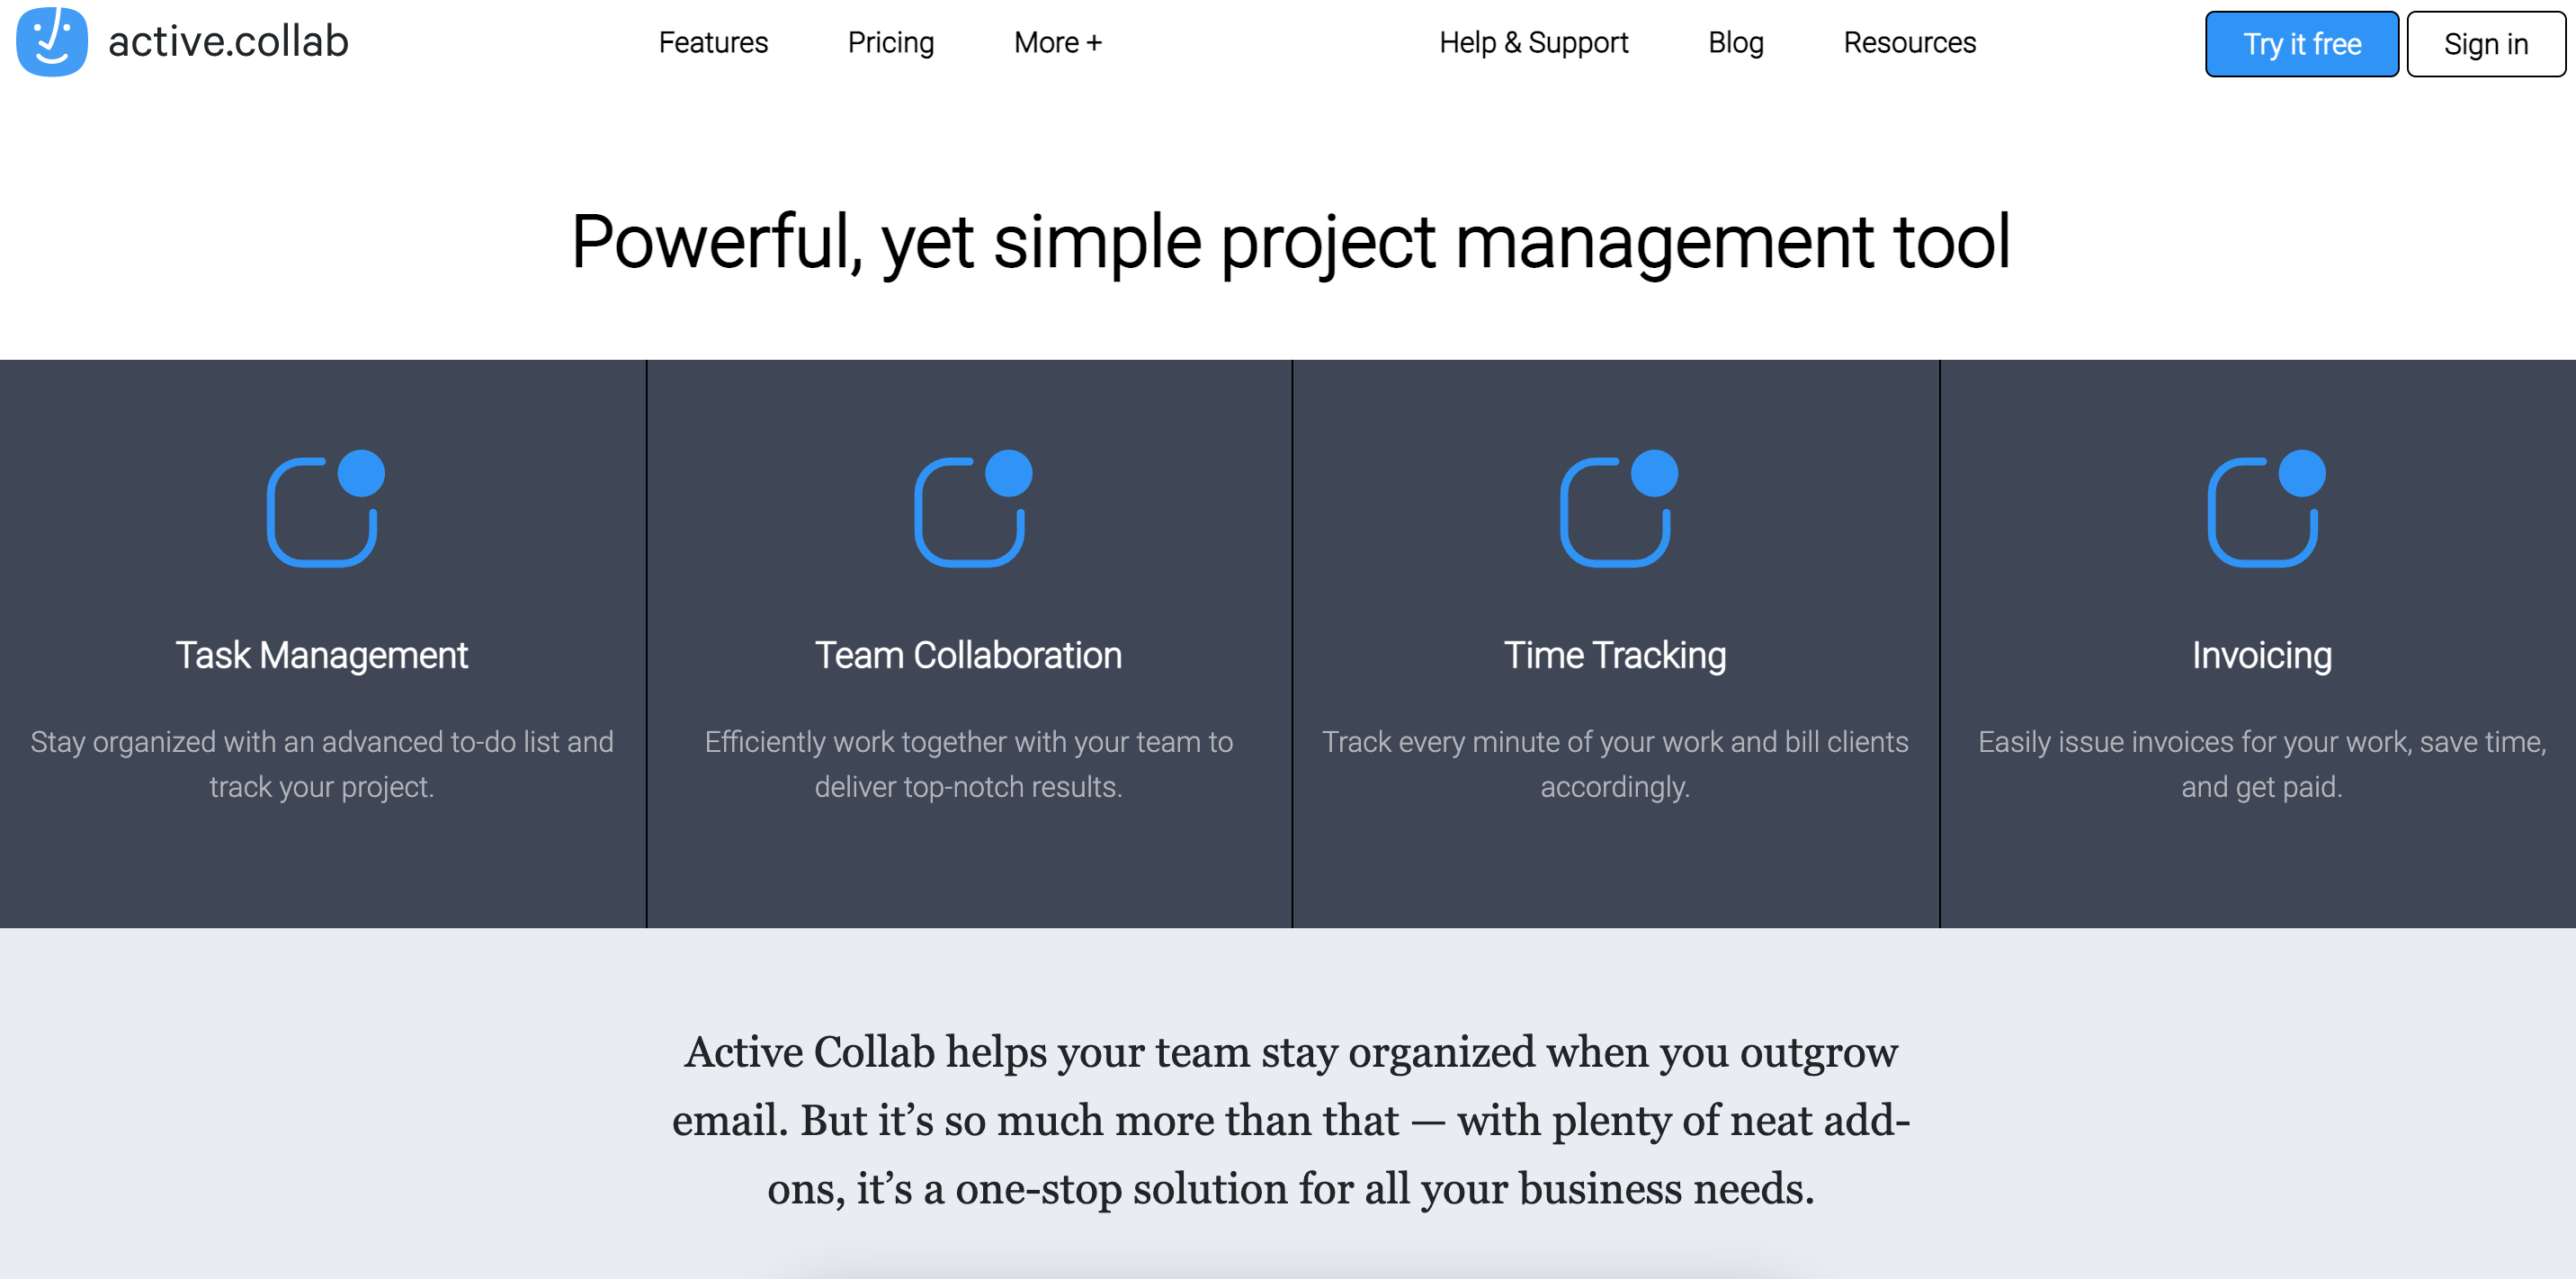 active.collab
Features
Pricing
More +
Help & Support
Blog
Resources
Try it free
Sign in
Powerful, yet simple project management tool
Task Management
Stay organized with an advanced to-do list and
track your project.
Team Collaboration
Efficiently work together with your team to
deliver top-notch results.
Time Tracking
Track every minute of your work and bill clients
accordingly.
Invoicing
Easily issue invoices for your work, save time,
and get paid.
Active Collab helps your team stay organized when you outgrow
email. But it’s so much more than that — with plenty of neat add-
ons, it’s a one-stop solution for all your business needs.